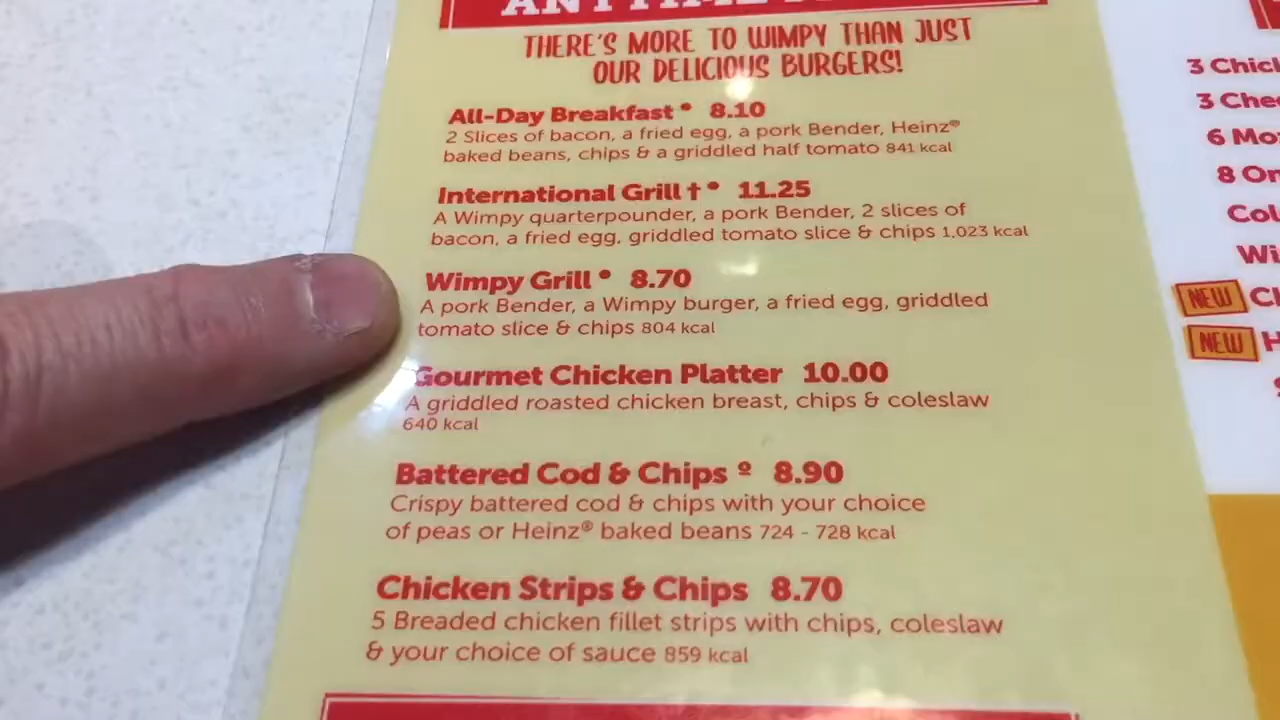 THERE'S MORE TO WIMPY THAN JUST
OUR DELICIOUS BURGERS!
All-Day Breakfast • 8.10
2 Slices of bacon, a fried egg, a pork Bender, Heinz®
baked beans, chips & a griddled half tomato 841 kcal
International Grill † • 11.25
A Wimpy quarterpounder, a pork Bender, 2 slices of
bacon, a fried egg, griddled tomato slice & chips 1,023 kcal
Wimpy Grill • 8.70
A pork Bender, a Wimpy burger, a fried egg, griddled
tomato slice & chips 804 kcal
Gourmet Chicken Platter 10.00
A griddled roasted chicken breast, chips & coleslaw
640 kcal
Battered Cod & Chips º 8.90
Crispy battered cod & chips with your choice
of peas or Heinz® baked beans 724 - 728 kcal
Chicken Strips & Chips 8.70
5 Breaded chicken fillet strips with chips, coleslaw
& your choice of sauce 859 kcal
3
3
6
8
NEW
NEW